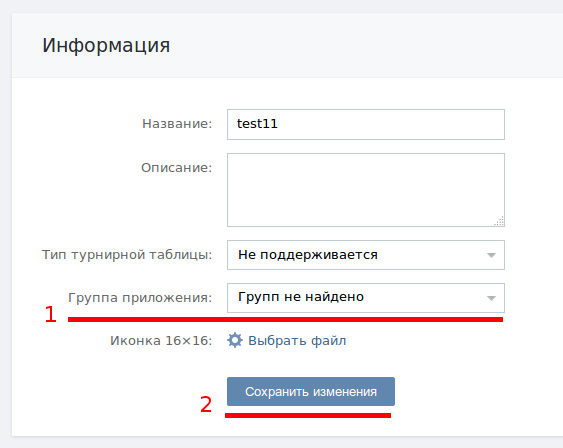 Информация
Название: test11
Описание:
Тип турнирной таблицы: Не поддерживается
Группа приложения: Групп не найдено
1
Иконка 16×16: Выбрать файл
2 Сохранить изменения